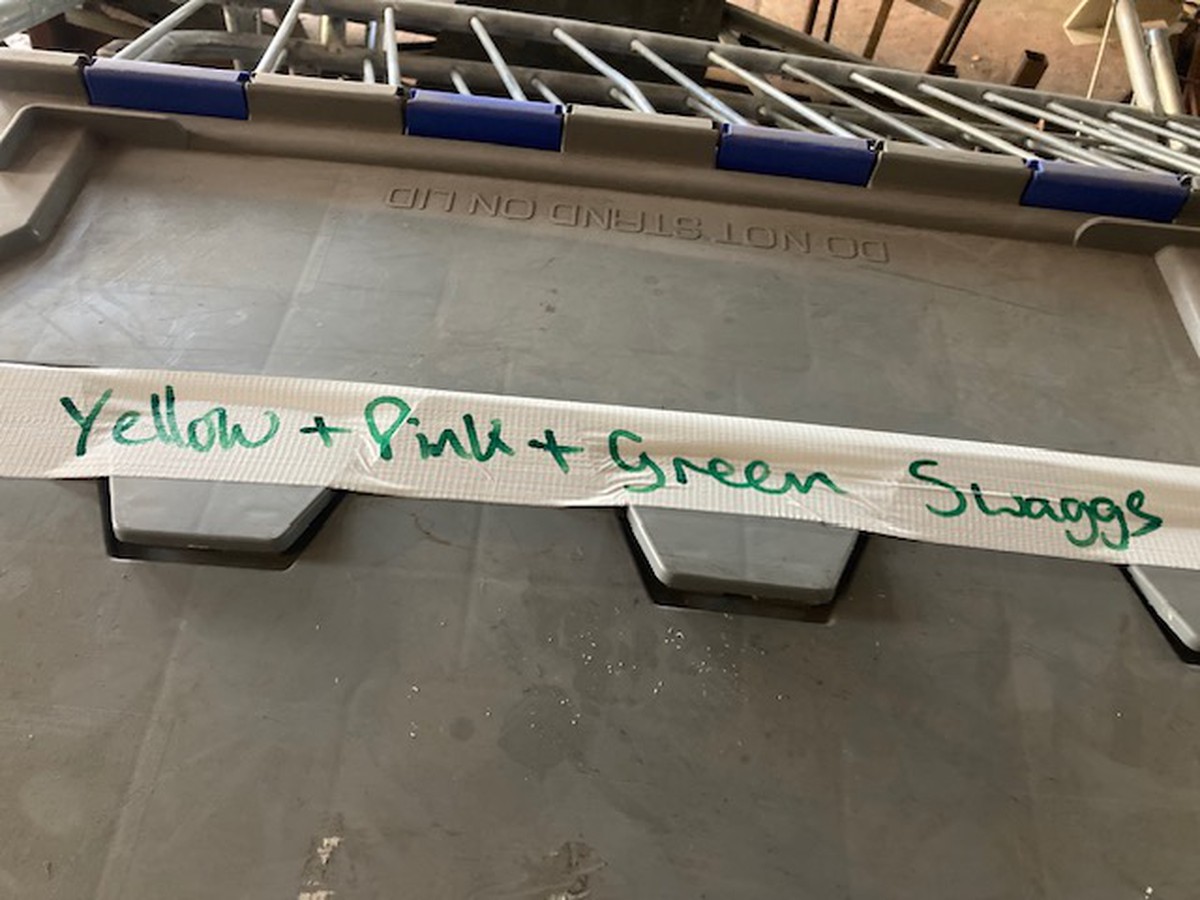 DO NOT STAND ON LID
Yellow + Pink + Green Swaggs